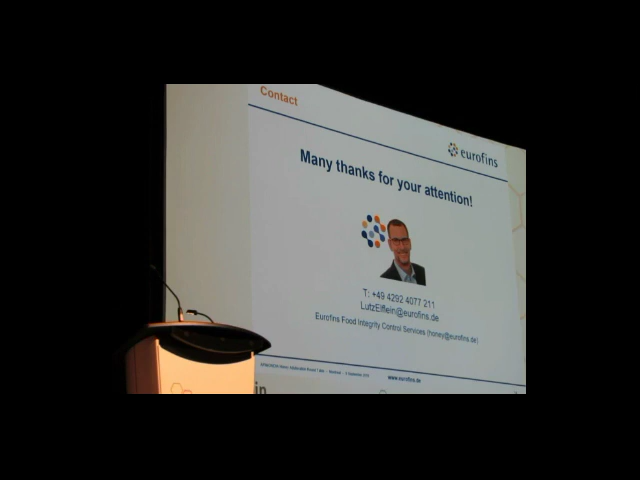 Contact
eurofins
Many thanks for your attention!
T: +49 4292 4077 211
LutzElflein@eurofins.de
Eurofins Food Integrity Control Services (honey@eurofins.de)
www.eurofins.de
in